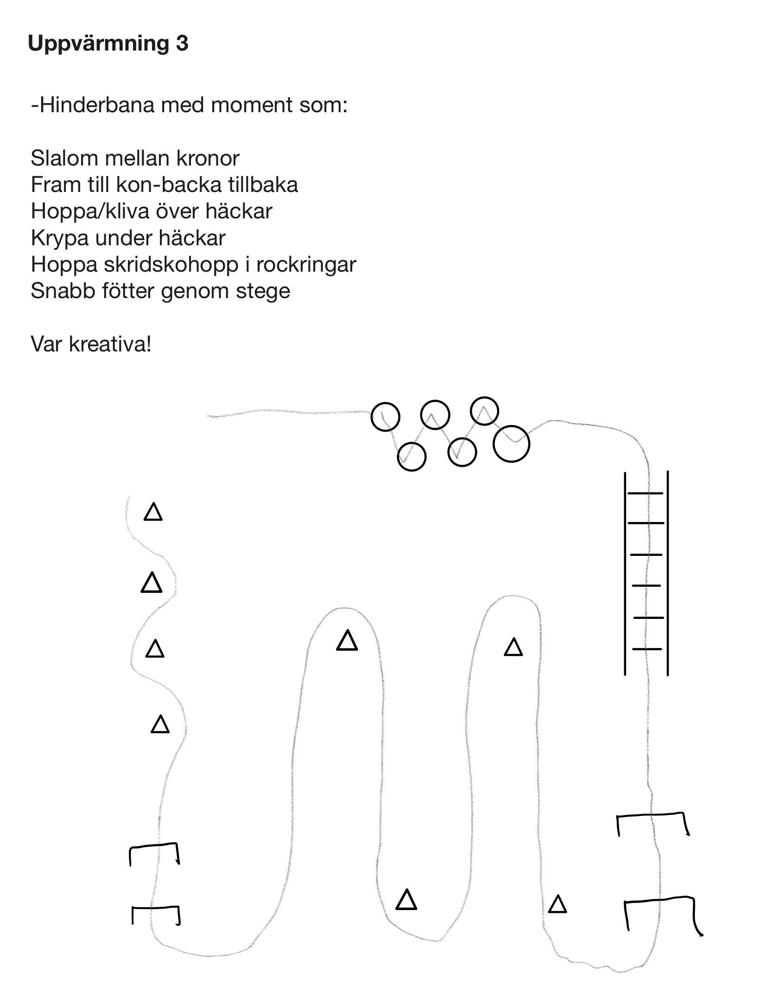 Uppvärmning 3
-Hinderbana med moment som:
Slalom mellan kronor
Fram till kon-backa tillbaka
Hoppa/kliva över häckar
Krypa under häckar
Hoppa skridskohopp i rockringar
Snabb fötter genom stege
Var kreativa!